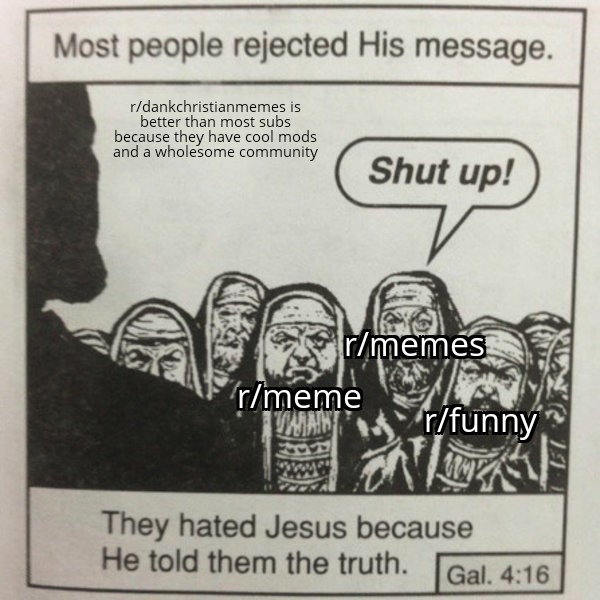 Most people rejected His message.
r/dankchristianmemes is
better than most subs
because they have cool mods
and a wholesome community
Shut up!
r/memes
r/meme
r/funny
They hated Jesus because
He told them the truth.
Gal. 4:16